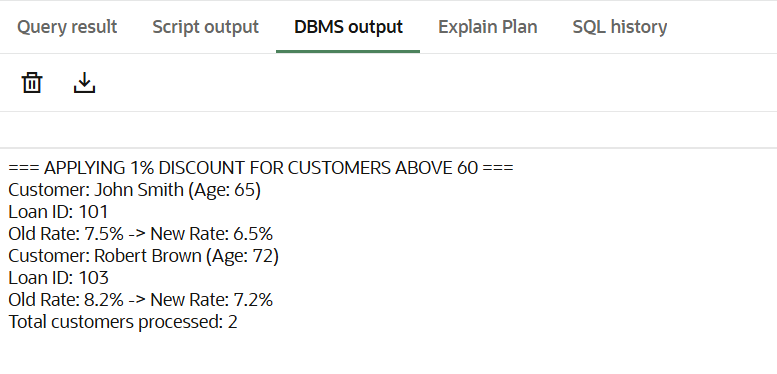 Query result Script output DBMS output Explain Plan SQL history
=== APPLYING 1% DISCOUNT FOR CUSTOMERS ABOVE 60 ===
Customer: John Smith (Age: 65)
Loan ID: 101
Old Rate: 7.5% -> New Rate: 6.5%
Customer: Robert Brown (Age: 72)
Loan ID: 103
Old Rate: 8.2% -> New Rate: 7.2%
Total customers processed: 2